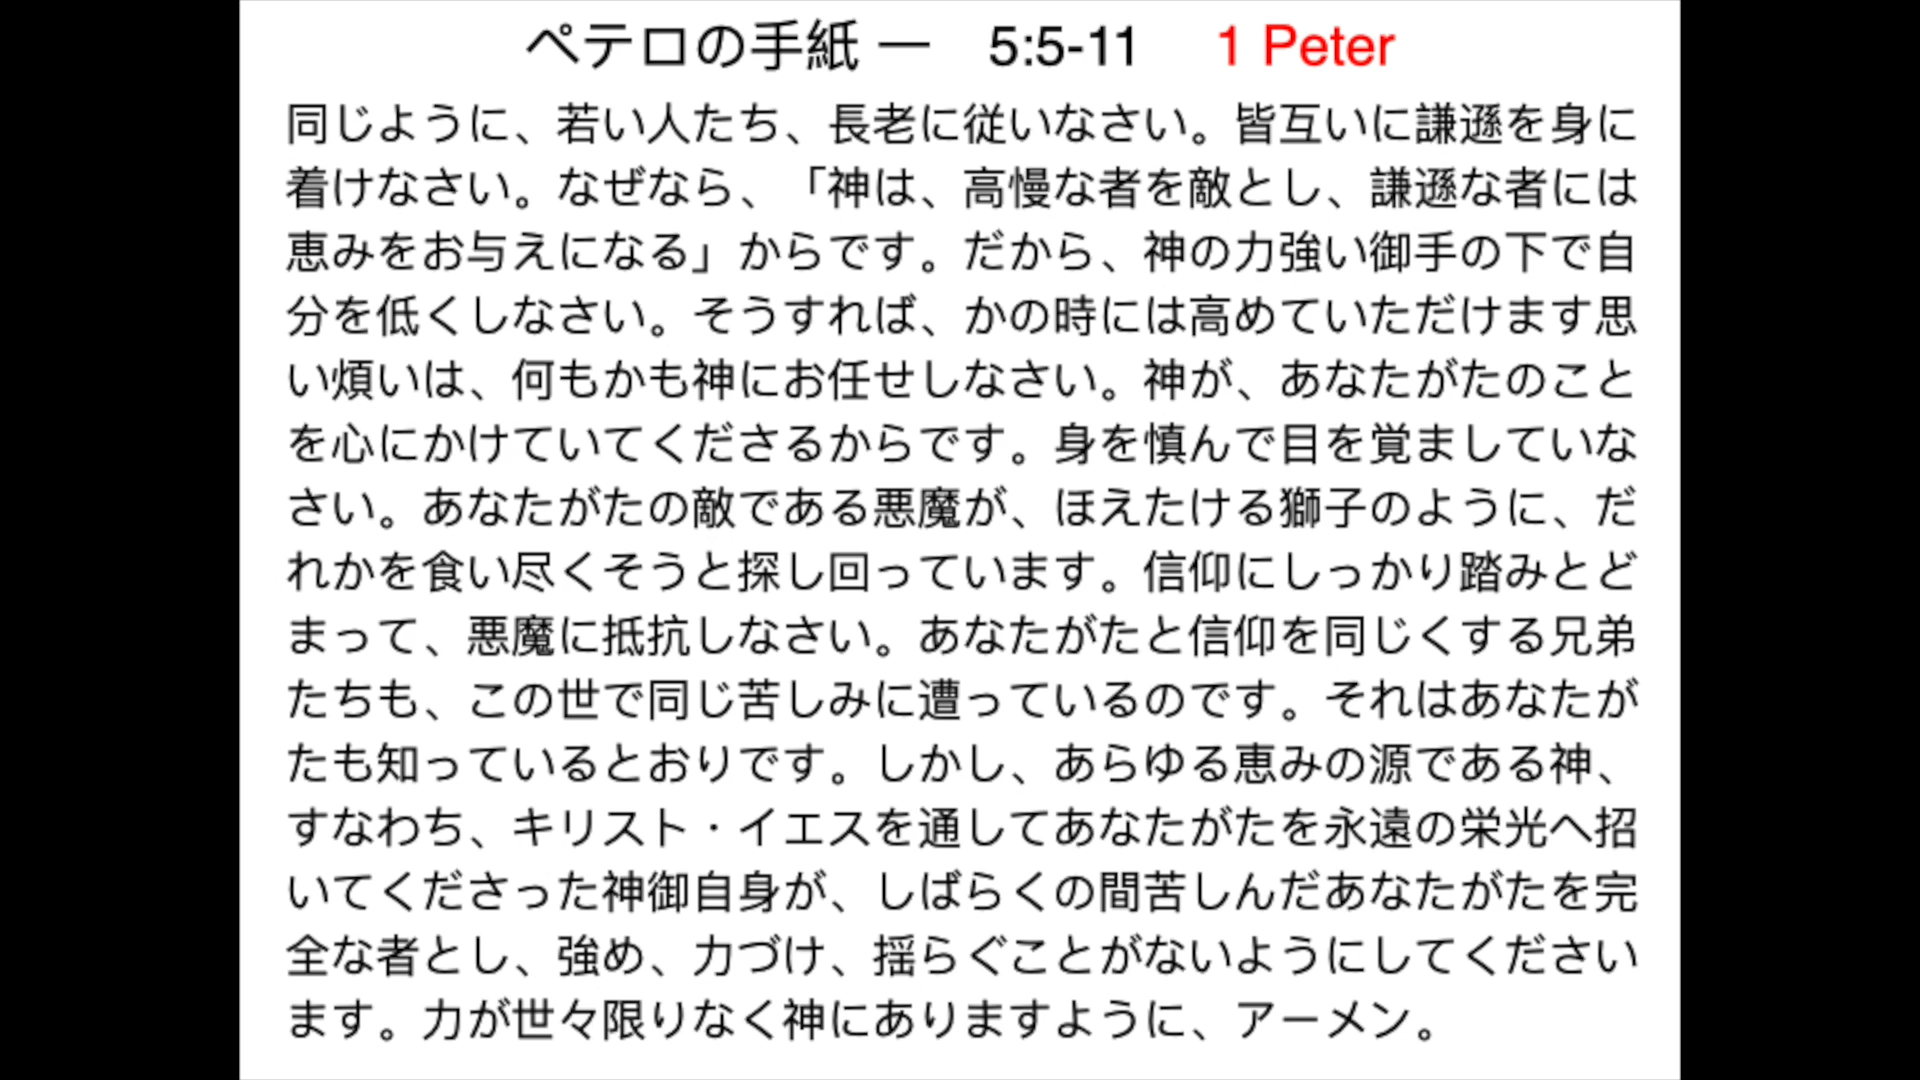 ペテロの手紙 一　5:5-11　1 Peter
同じように、若い人たち、長老に従いなさい。皆互いに謙遜を身に
着けなさい。なぜなら、「神は、高慢な者を敵とし、謙遜な者には
恵みをお与えになる」からです。だから、神の力強い御手の下で自
分を低くしなさい。そうすれば、かの時には高めていただけます思
い煩いは、何もかも神にお任せしなさい。神が、あなたがたのこと
を心にかけていてくださるからです。身を慎んで目を覚ましていな
さい。あなたがたの敵である悪魔が、ほえたける獅子のように、だ
れかを食い尽くそうと探し回っています。信仰にしっかり踏みとど
まって、悪魔に抵抗しなさい。あなたがたと信仰を同じくする兄弟
たちも、この世で同じ苦しみに遭っているのです。それはあなたが
たも知っているとおりです。しかし、あらゆる恵みの源である神、
すなわち、キリスト・イエスを通してあなたがたを永遠の栄光へ招
いてくださった神御自身が、しばらくの間苦しんだあなたがたを完
全な者とし、強め、力づけ、揺らぐことがないようにしてください
ます。力が世々限りなく神にありますように、アーメン。